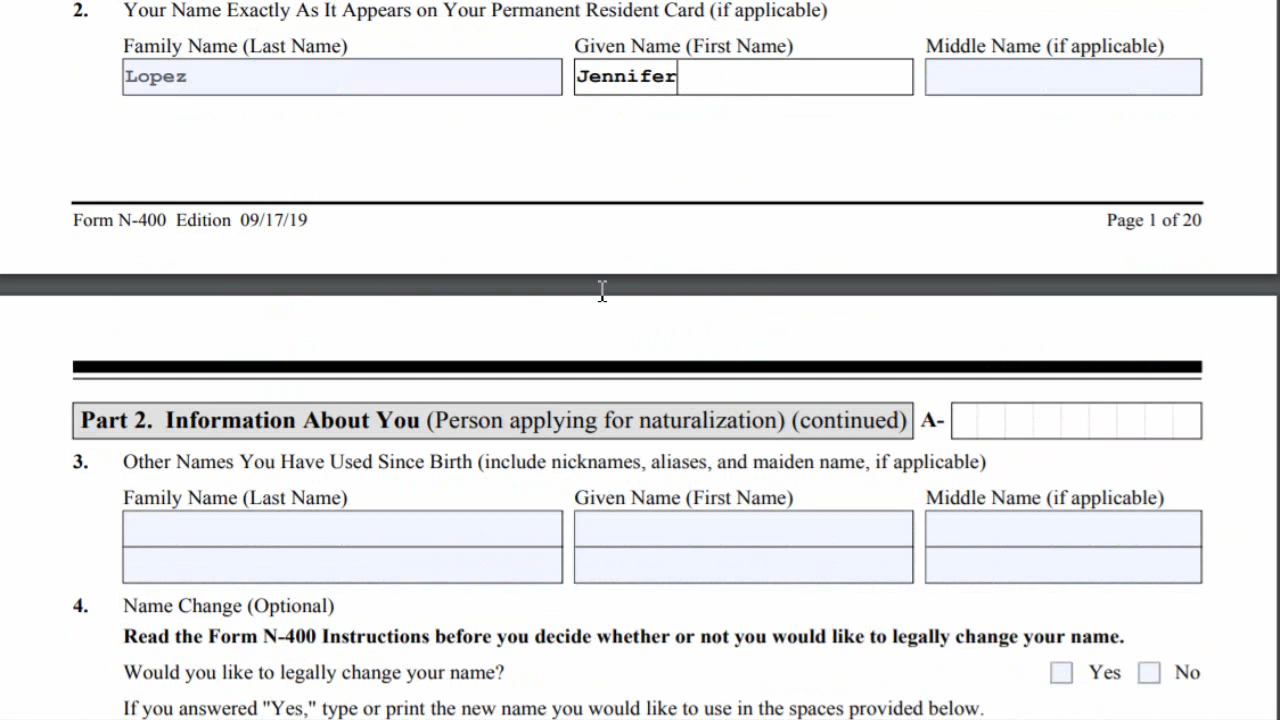 2. Your Name Exactly As It Appears on Your Permanent Resident Card (if applicable)
Family Name (Last Name) Given Name (First Name) Middle Name (if applicable)
Lopez Jennifer
Form N-400 Edition 09/17/19 Page 1 of 20
Part 2. Information About You (Person applying for naturalization) (continued) A-
3. Other Names You Have Used Since Birth (include nicknames, aliases, and maiden name, if applicable)
Family Name (Last Name) Given Name (First Name) Middle Name (if applicable)
4. Name Change (Optional)
Read the Form N-400 Instructions before you decide whether or not you would like to legally change your name.
Would you like to legally change your name? Yes No
If you answered "Yes," type or print the new name you would like to use in the spaces provided below.